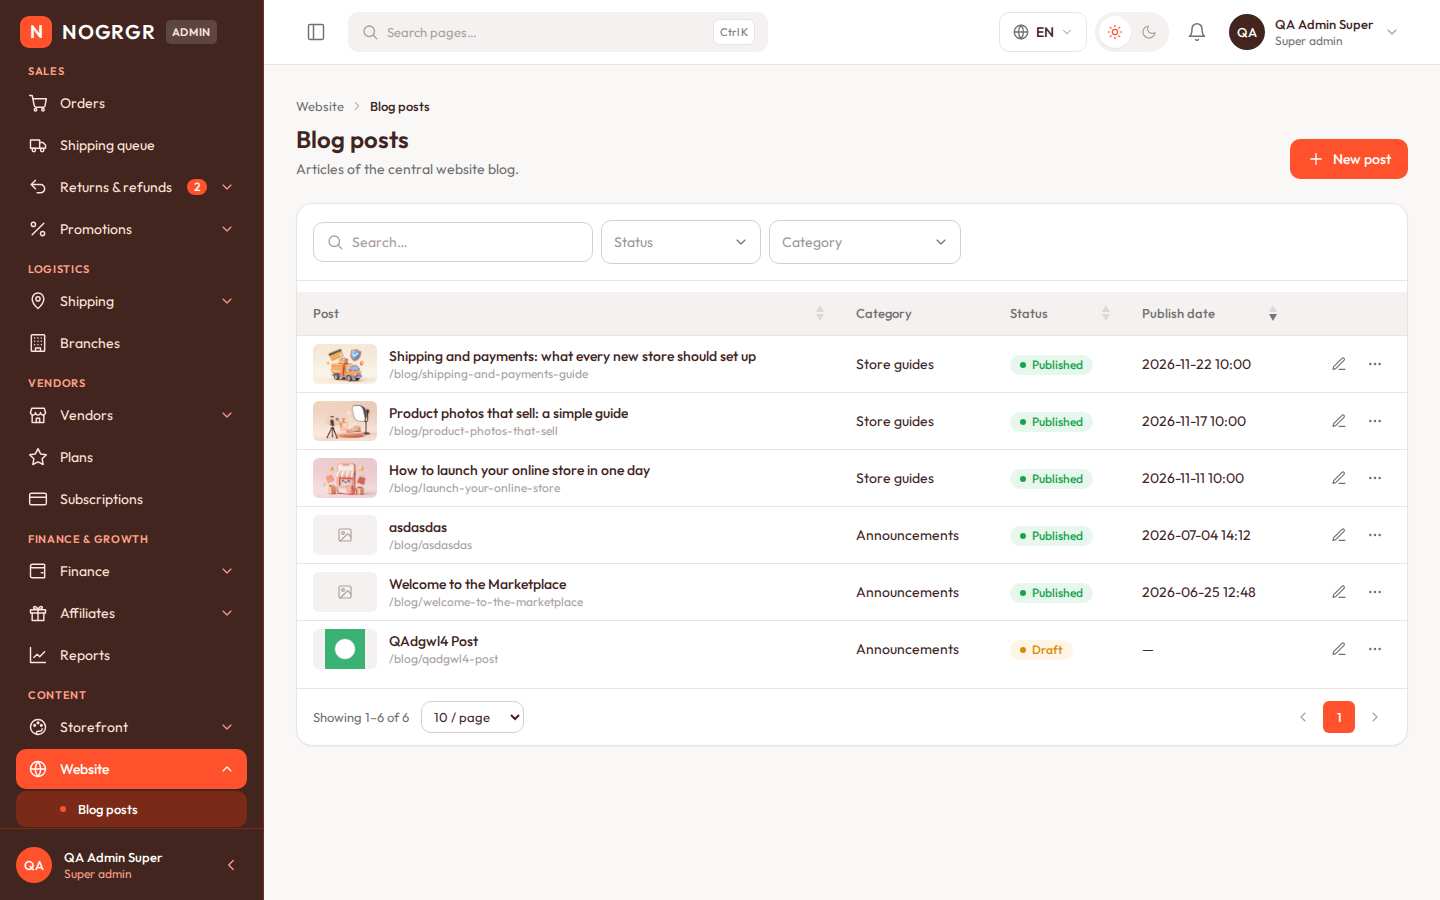 N NOGRGR ADMIN
SALES
Orders
Shipping queue
Returns & refunds 2
Promotions
LOGISTICS
Shipping
Branches
VENDORS
Vendors
Plans
Subscriptions
FINANCE & GROWTH
Finance
Affiliates
Reports
CONTENT
Storefront
Website
Blog posts
QA QA Admin Super
Super admin
Search pages... Ctrl K
EN
QA QA Admin Super
Super admin
Website > Blog posts
Blog posts
Articles of the central website blog.
+ New post
Search... Status Category
Post Category Status Publish date
Shipping and payments: what every new store should set up
/blog/shipping-and-payments-guide
Store guides Published 2026-11-22 10:00
Product photos that sell: a simple guide
/blog/product-photos-that-sell
Store guides Published 2026-11-17 10:00
How to launch your online store in one day
/blog/launch-your-online-store
Store guides Published 2026-11-11 10:00
asdasdas
/blog/asdasdas
Announcements Published 2026-07-04 14:12
Welcome to the Marketplace
/blog/welcome-to-the-marketplace
Announcements Published 2026-06-25 12:48
QAdgwl4 Post
/blog/qadgwl4-post
Announcements Draft —
Showing 1–6 of 6 10 / page 1